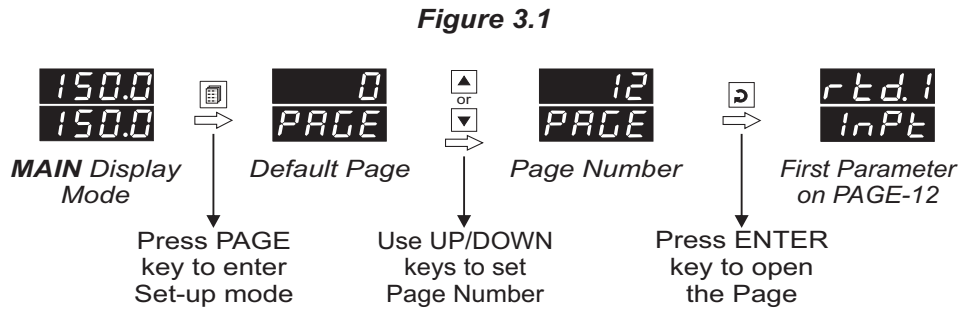 Figure 3.1
150.0
150.0
0
PAGE
or
12
PAGE
rtd.1
InPt
MAIN Display
Mode
Default Page
Page Number
First Parameter
on PAGE-12
Press PAGE
key to enter
Set-up mode
Use UP/DOWN
keys to set
Page Number
Press ENTER
key to open
the Page